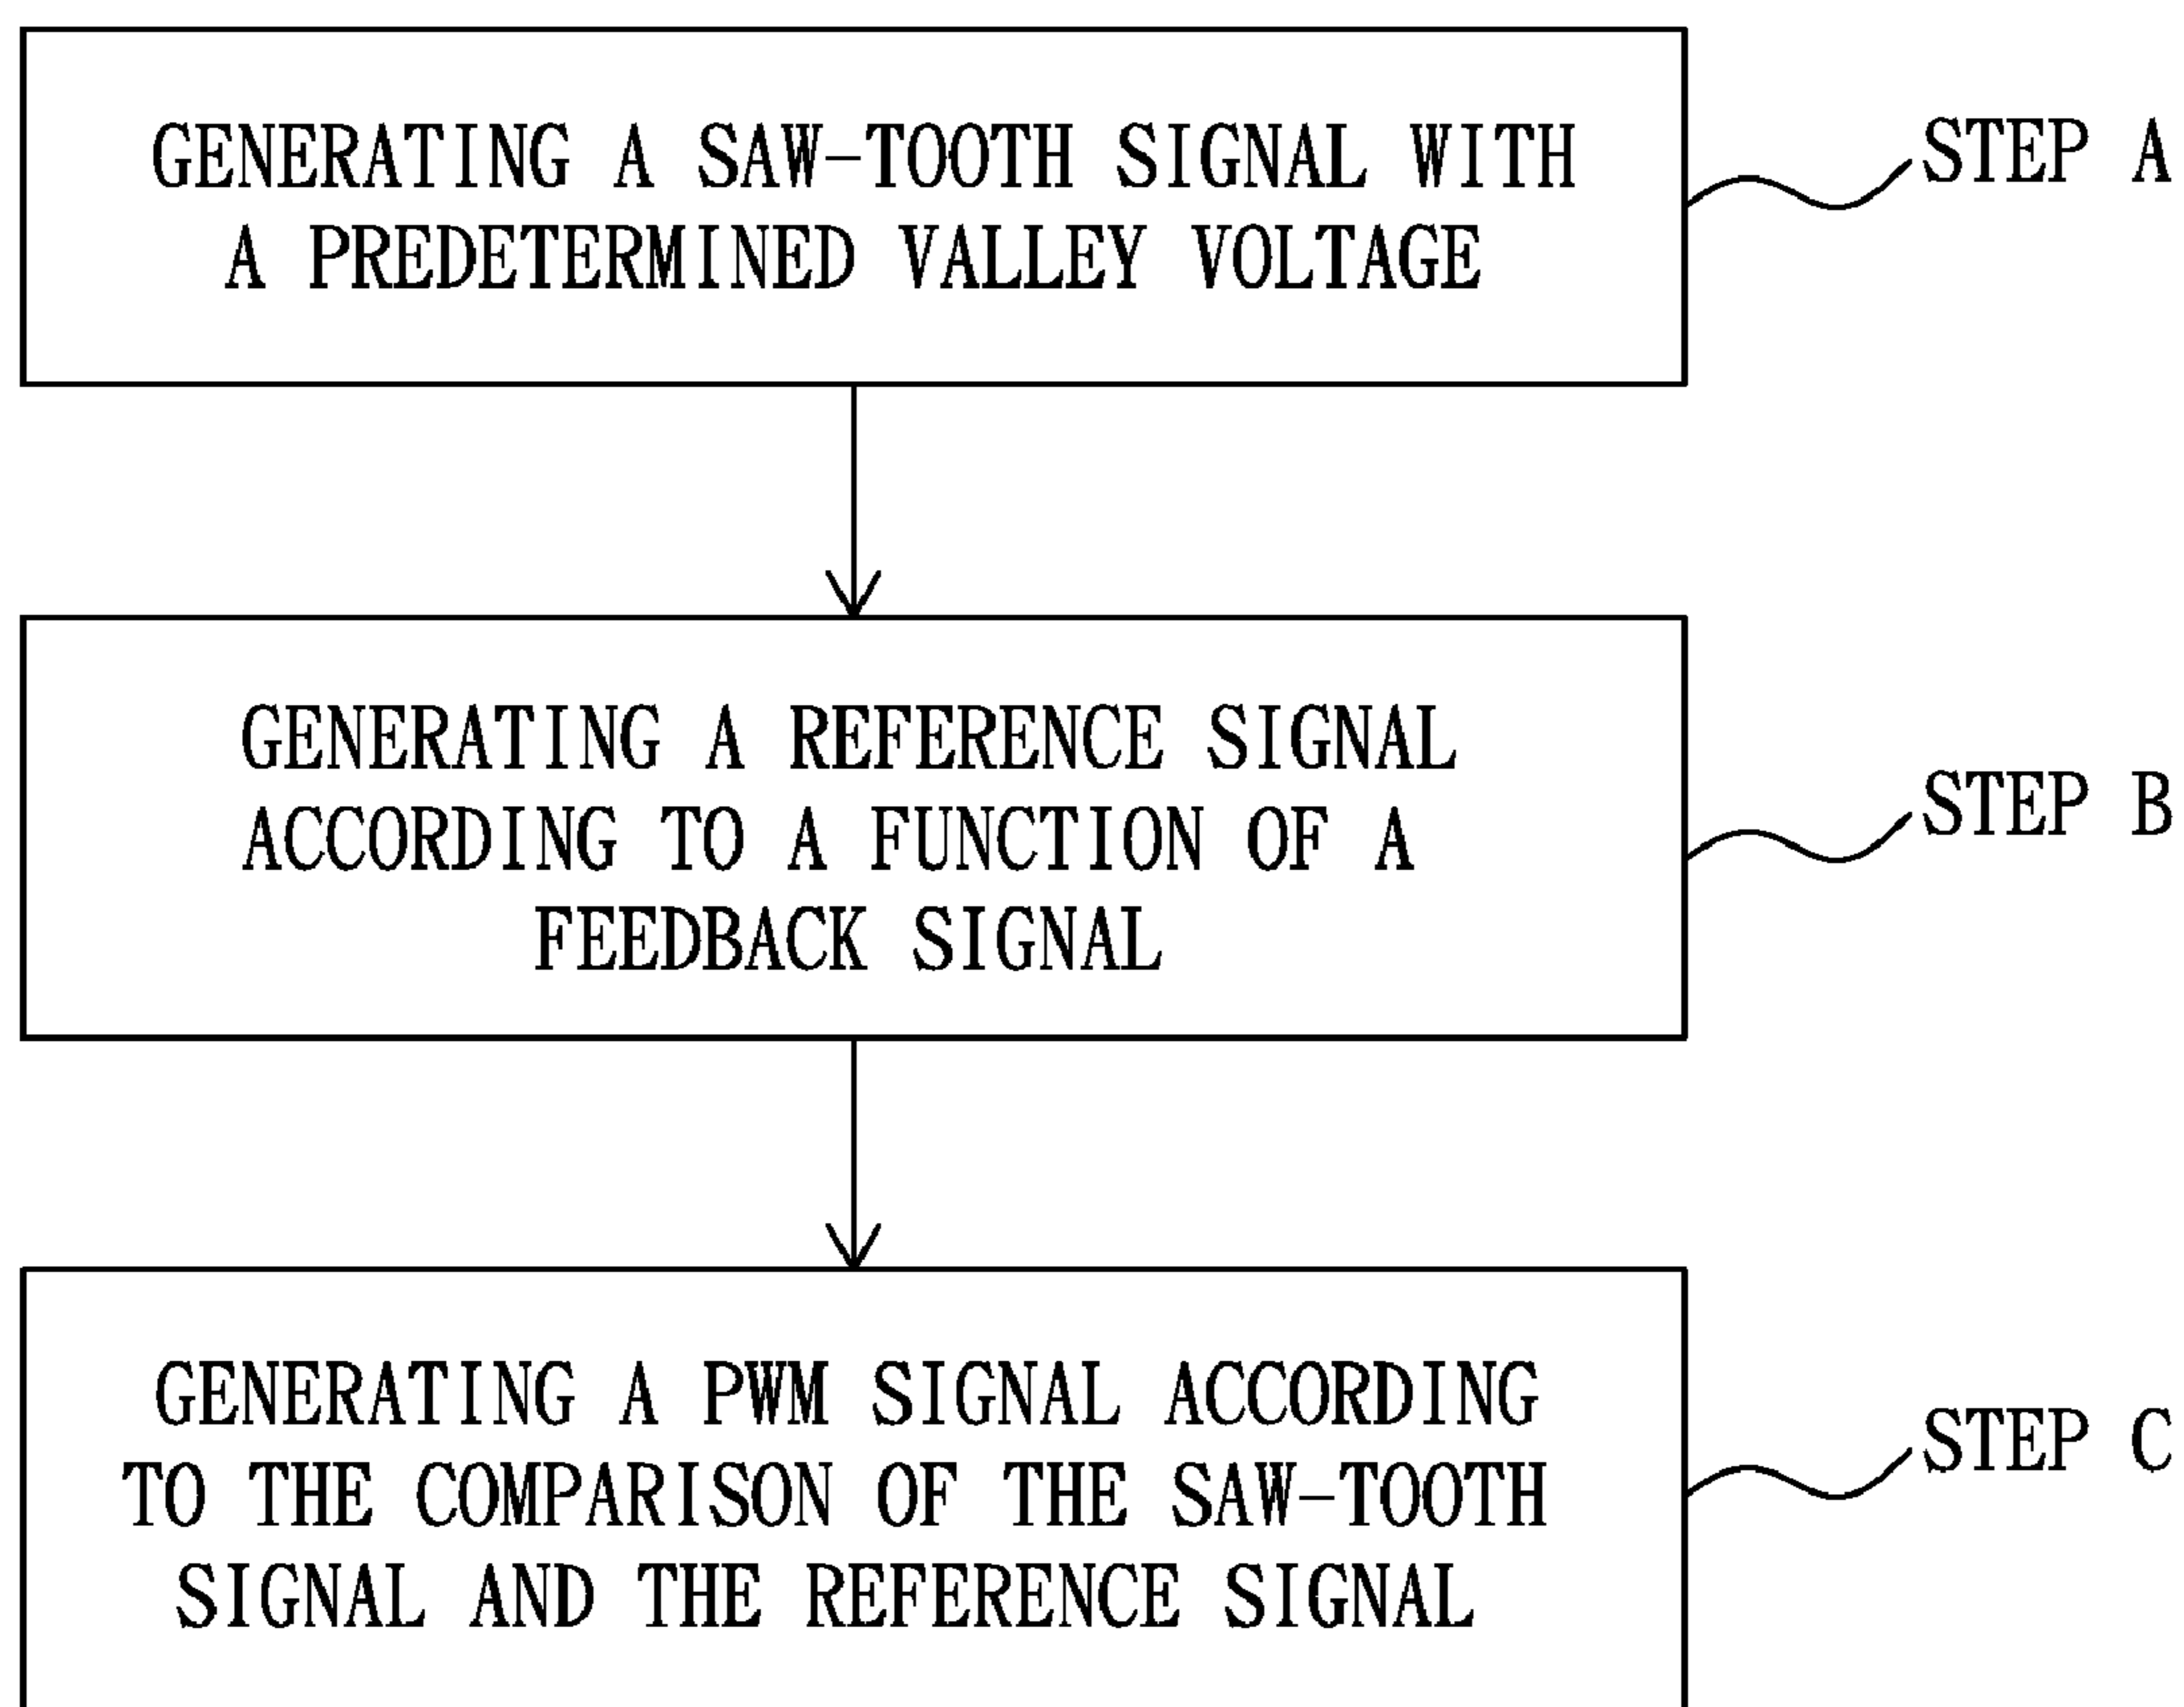 GENERATING A SAW-TOOTH SIGNAL WITH
A PREDETERMINED VALLEY VOLTAGE
STEP A
GENERATING A REFERENCE SIGNAL
ACCORDING TO A FUNCTION OF A
FEEDBACK SIGNAL
STEP B
GENERATING A PWM SIGNAL ACCORDING
TO THE COMPARISON OF THE SAW-TOOTH
SIGNAL AND THE REFERENCE SIGNAL
STEP C